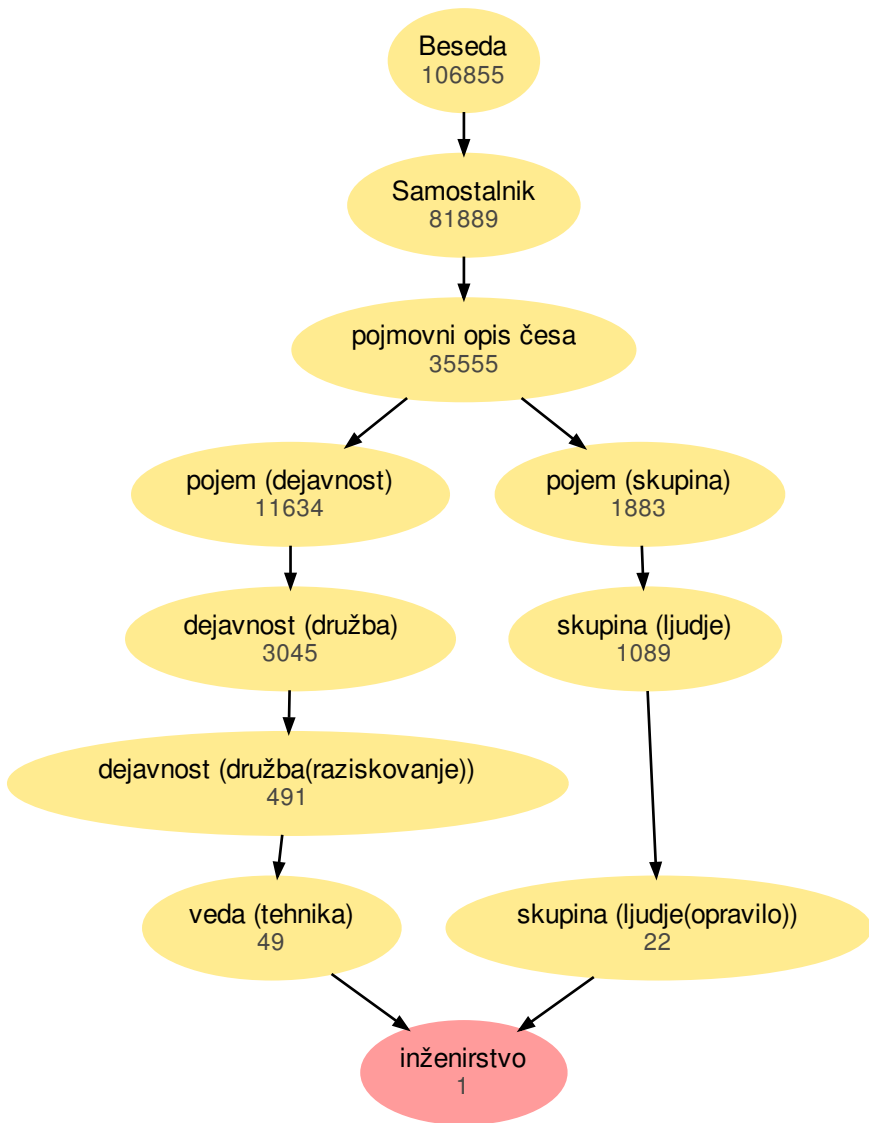 Beseda
106855
Samostalnik
81889
pojmovni opis česa
35555
pojem (dejavnost)
11634
pojem (skupina)
1883
dejavnost (družba)
3045
skupina (ljudje)
1089
dejavnost (družba(raziskovanje))
491
veda (tehnika)
49
skupina (ljudje(opravilo))
22
inženirstvo
1